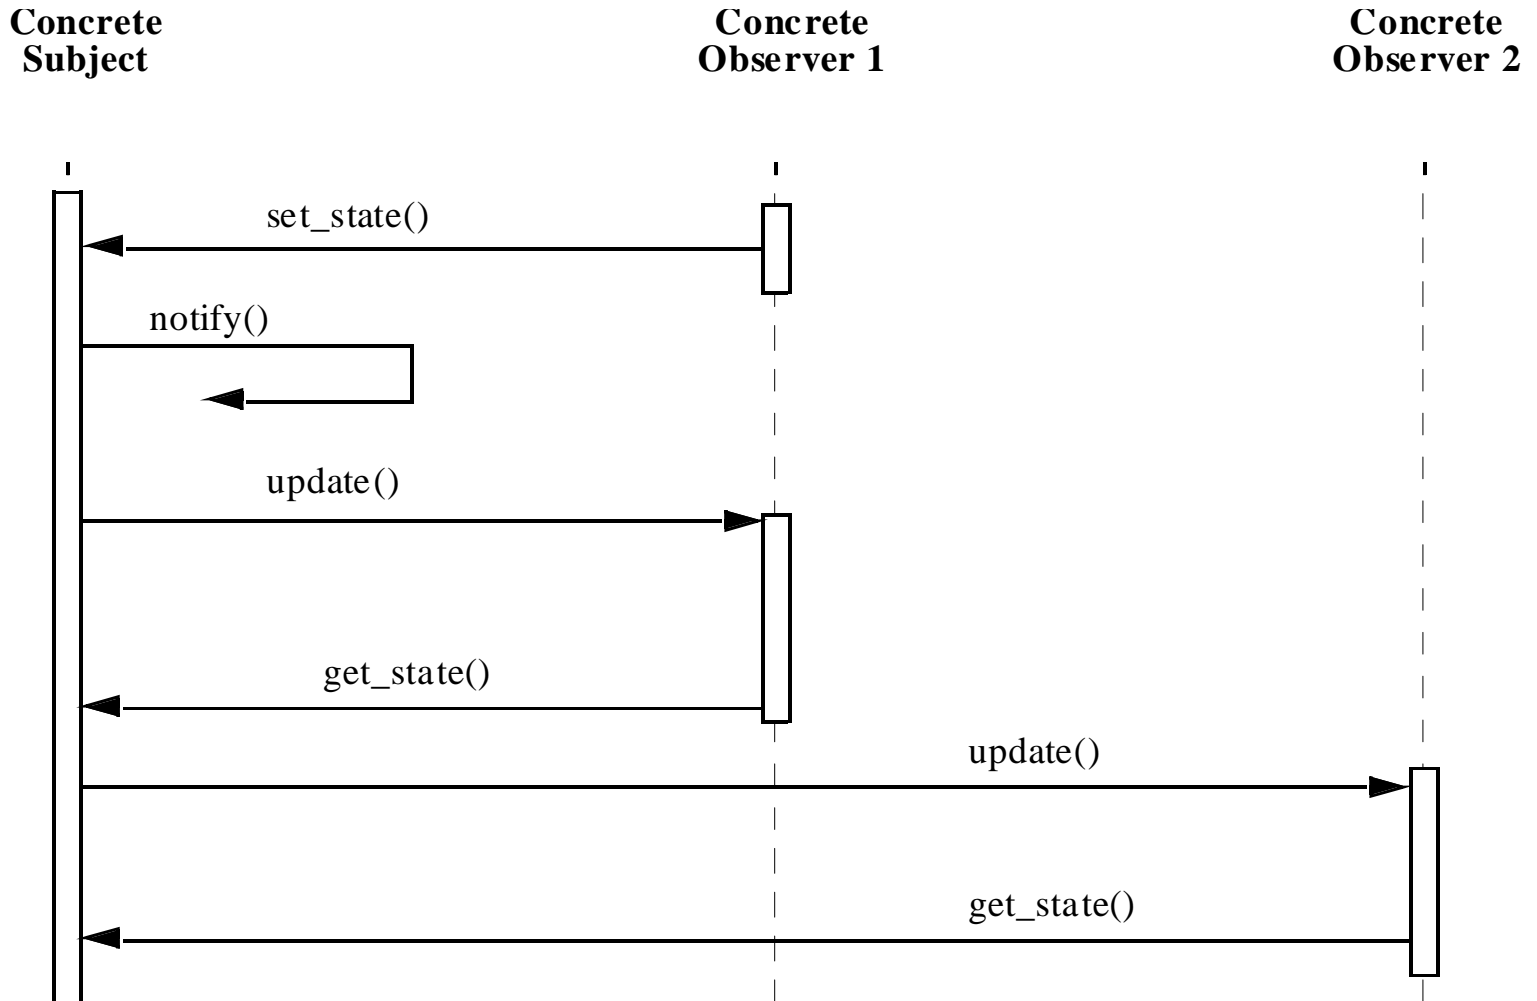 Concrete
Subject
Concrete
Observer 1
Concrete
Observer 2
set_state()
notify()
update()
get_state()
update()
get_state()